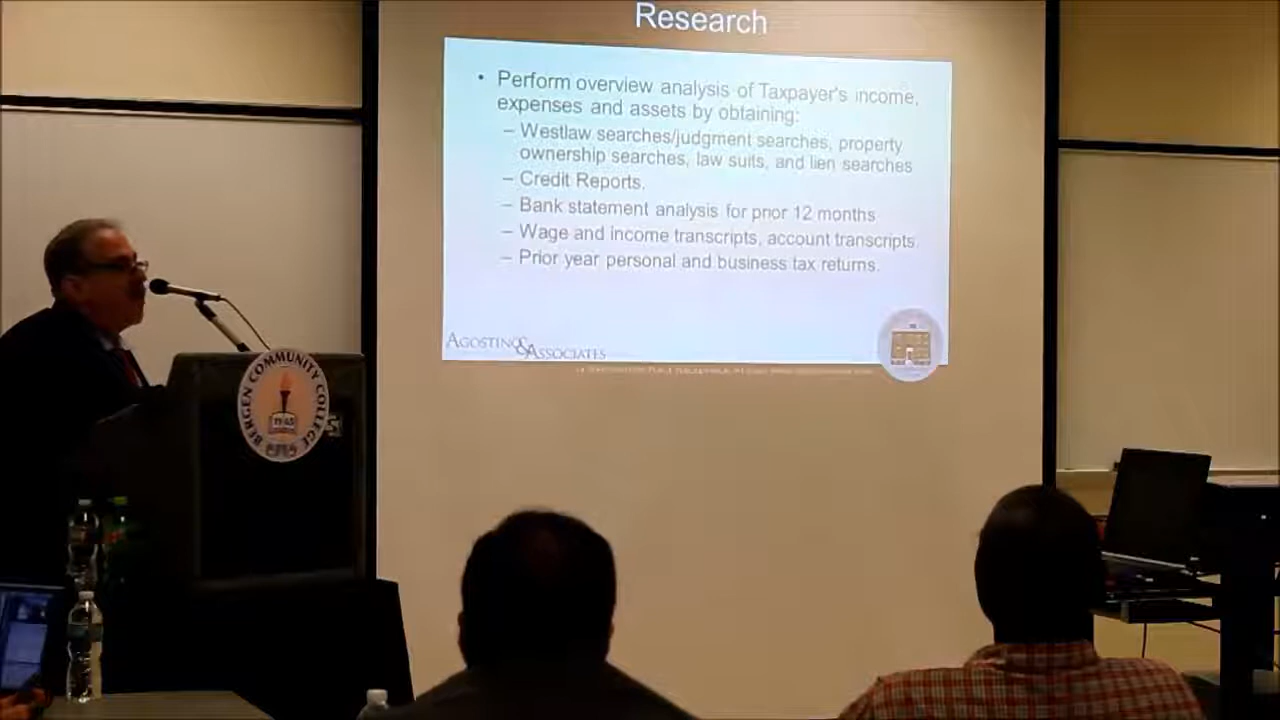 Research
• Perform overview analysis of Taxpayer's income,
expenses and assets by obtaining:
– Westlaw searches/judgment searches, property
ownership searches, law suits, and lien searches
– Credit Reports.
– Bank statement analysis for prior 12 months
– Wage and income transcripts, account transcripts.
– Prior year personal and business tax returns.
AGOSTINO & ASSOCIATES
BERGEN COMMUNITY COLLEGE